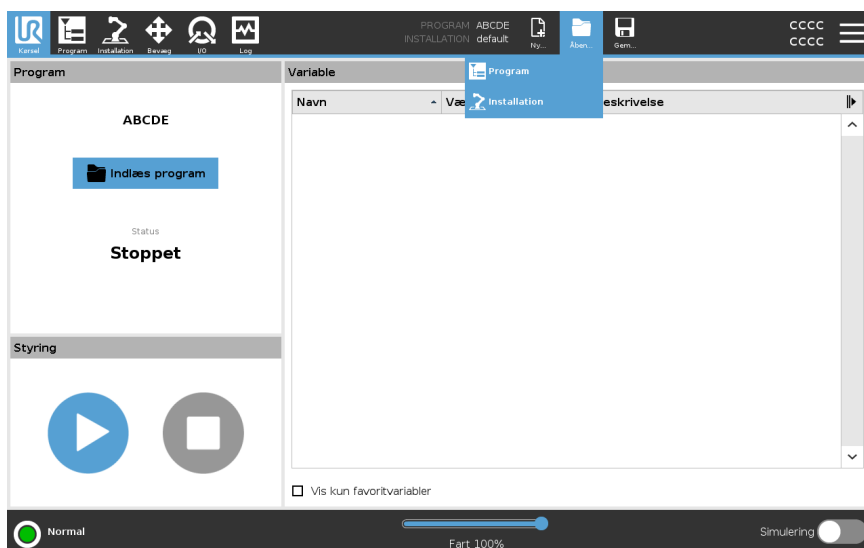 PROGRAM ABCDE
INSTALLATION default
CCCC
CCCC
Kørsel Program Installation Bevæg I/O Log Ny... Åben... Gem...
Program
Variable
Program
Installation
Navn Væ eskrivelse
ABCDE
Indlæs program
Status
Stoppet
Styring
Vis kun favoritvariabler
Normal
Fart 100%
Simulering